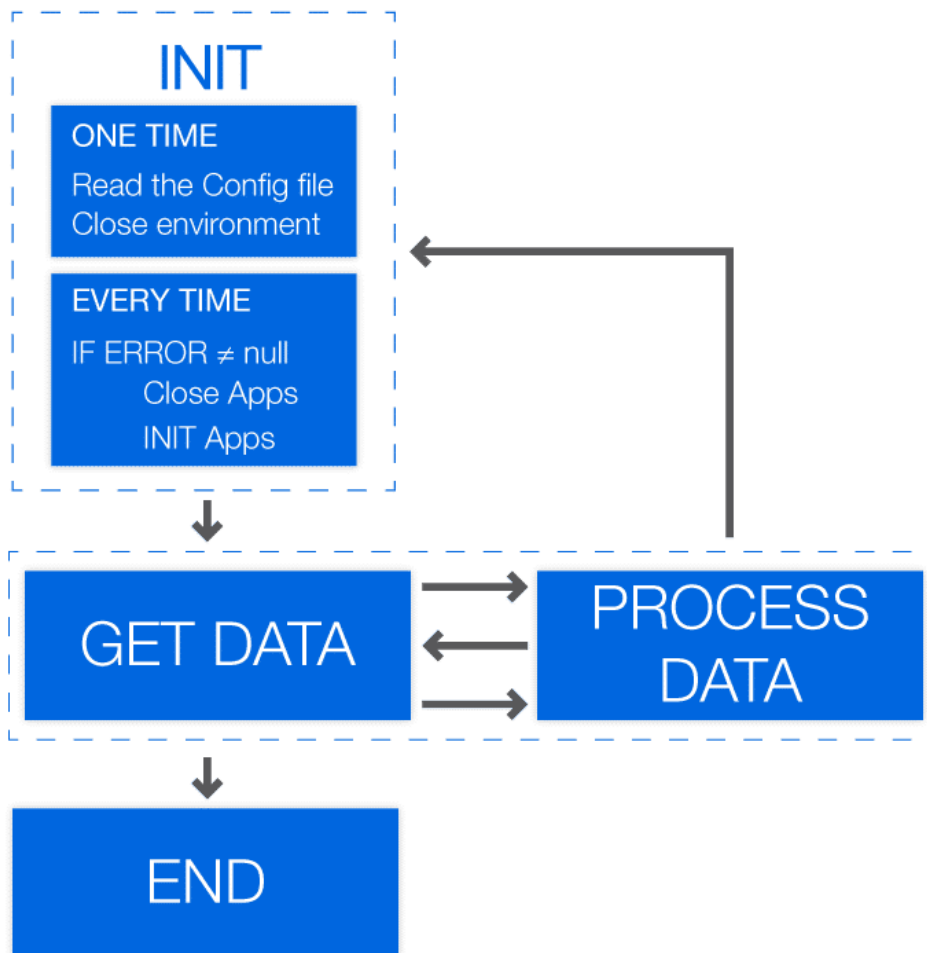 INIT
ONE TIME
Read the Config file
Close environment
EVERY TIME
IF ERROR ≠ null
Close Apps
INIT Apps
GET DATA
PROCESS
DATA
END